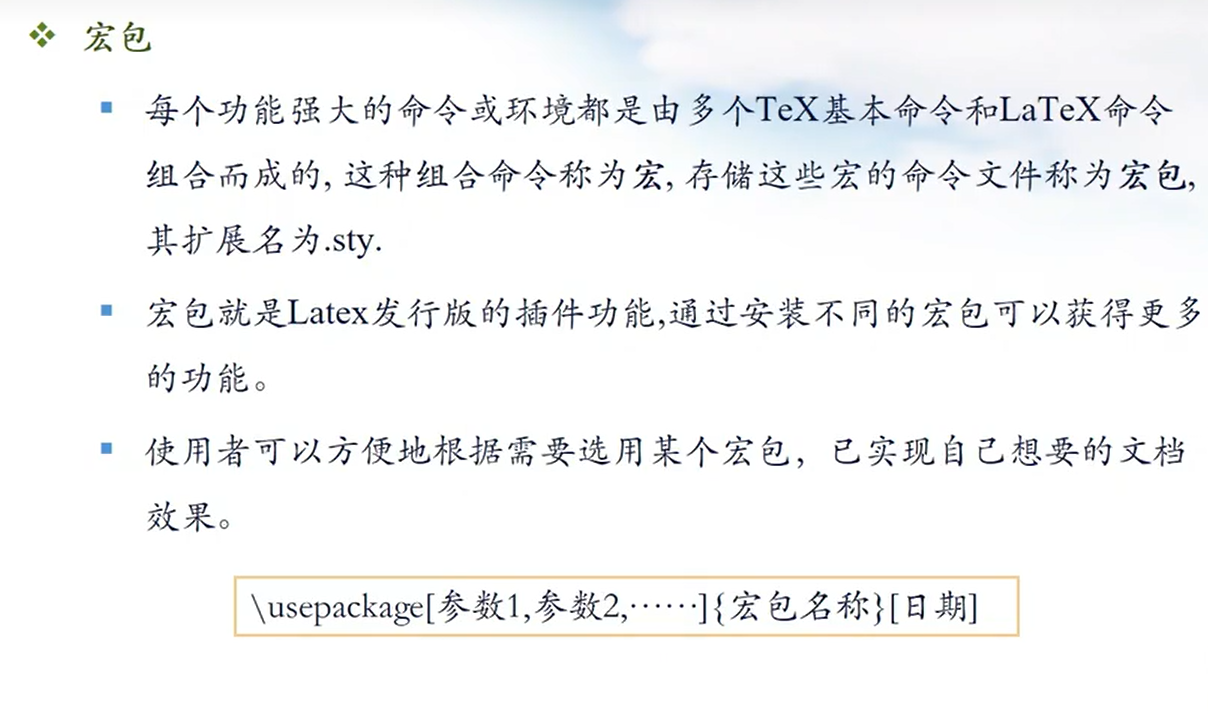 宏包
每个功能强大的命令或环境都是由多个TeX基本命令和LaTeX命令
组合而成的, 这种组合命令称为宏, 存储这些宏的命令文件称为宏包,
其扩展名为.sty.
宏包就是Latex发行版的插件功能,通过安装不同的宏包可以获得更多
的功能。
使用者可以方便地根据需要选用某个宏包，已实现自己想要的文档
效果。
\usepackage[参数1,参数2,……]{宏包名称}[日期]